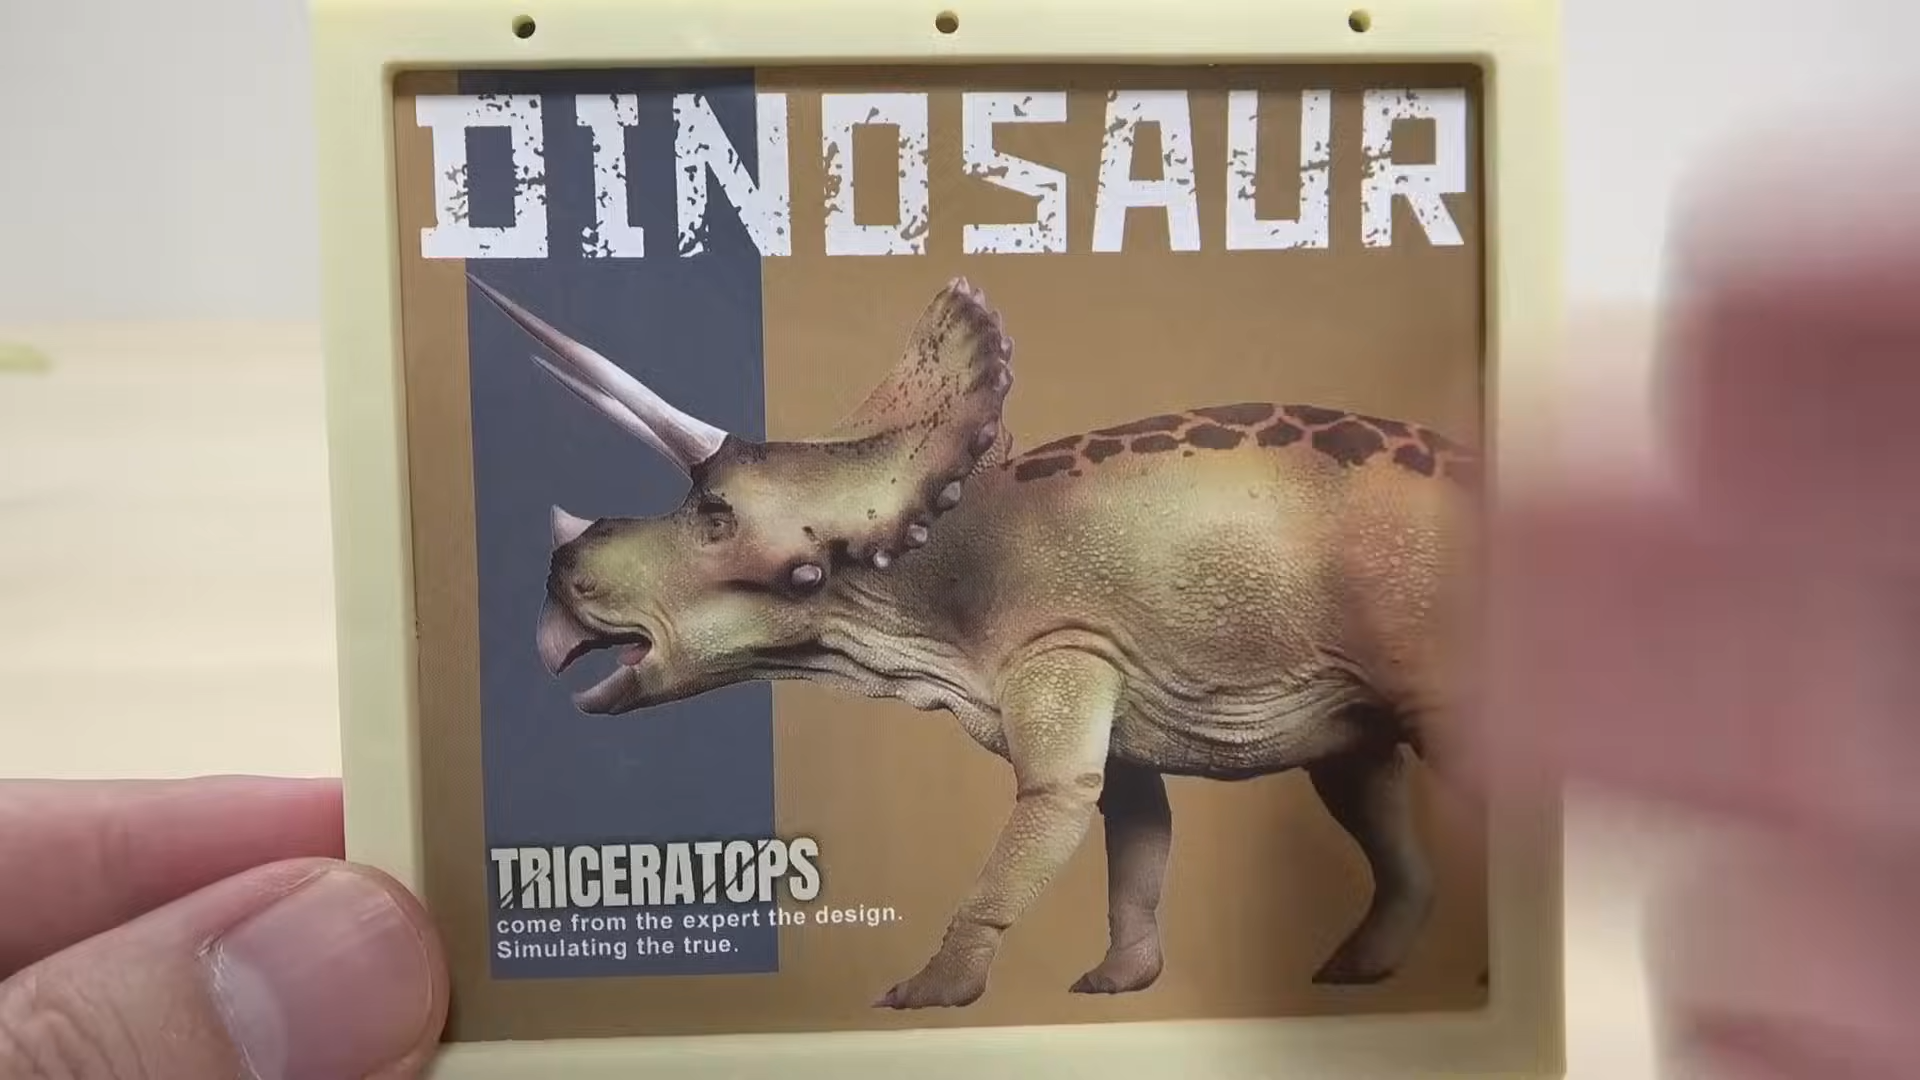 DINOSAUR
TRICERATOPS
come from the expert the design.
Simulating the true.